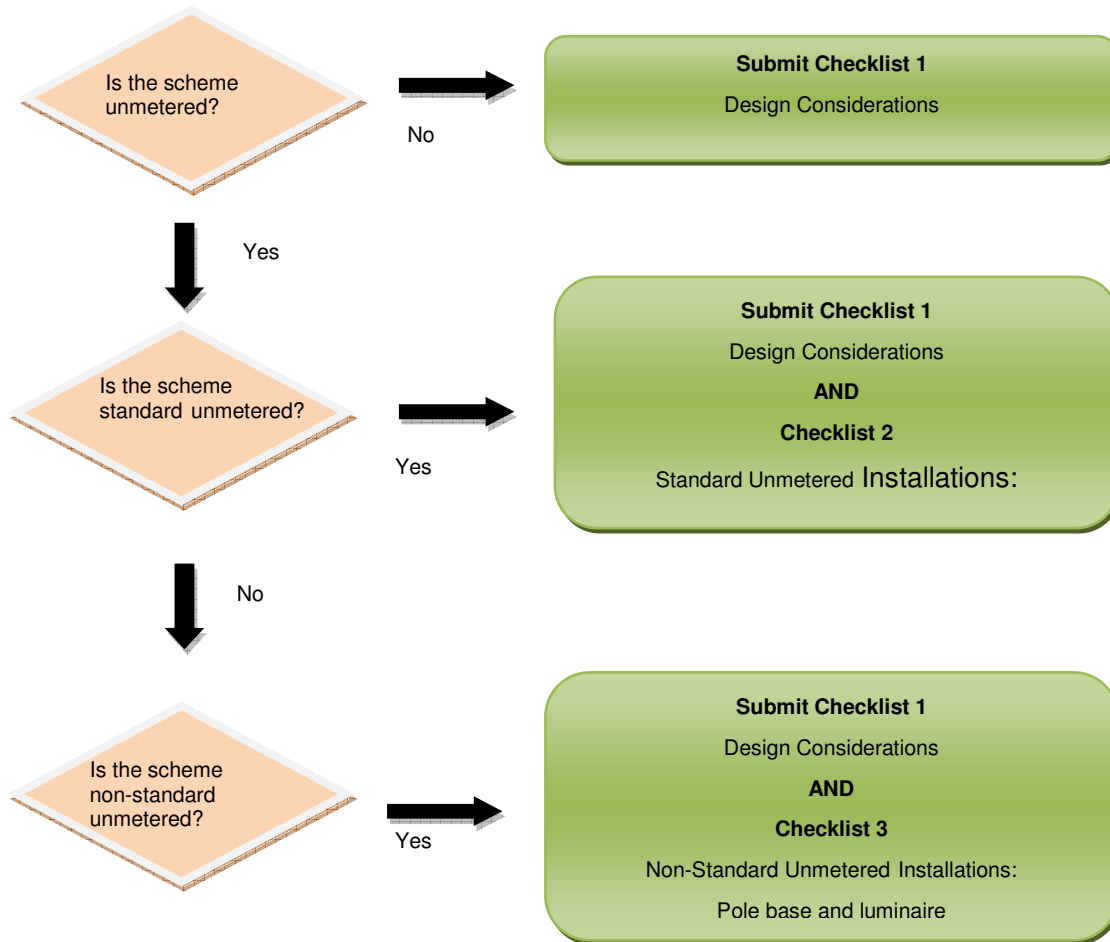 Is the scheme
unmetered?
No
Submit Checklist 1
Design Considerations
Yes
Is the scheme
standard unmetered?
Yes
Submit Checklist 1
Design Considerations
AND
Checklist 2
Standard Unmetered Installations:
No
Is the scheme
non-standard
unmetered?
Yes
Submit Checklist 1
Design Considerations
AND
Checklist 3
Non-Standard Unmetered Installations:
Pole base and luminaire